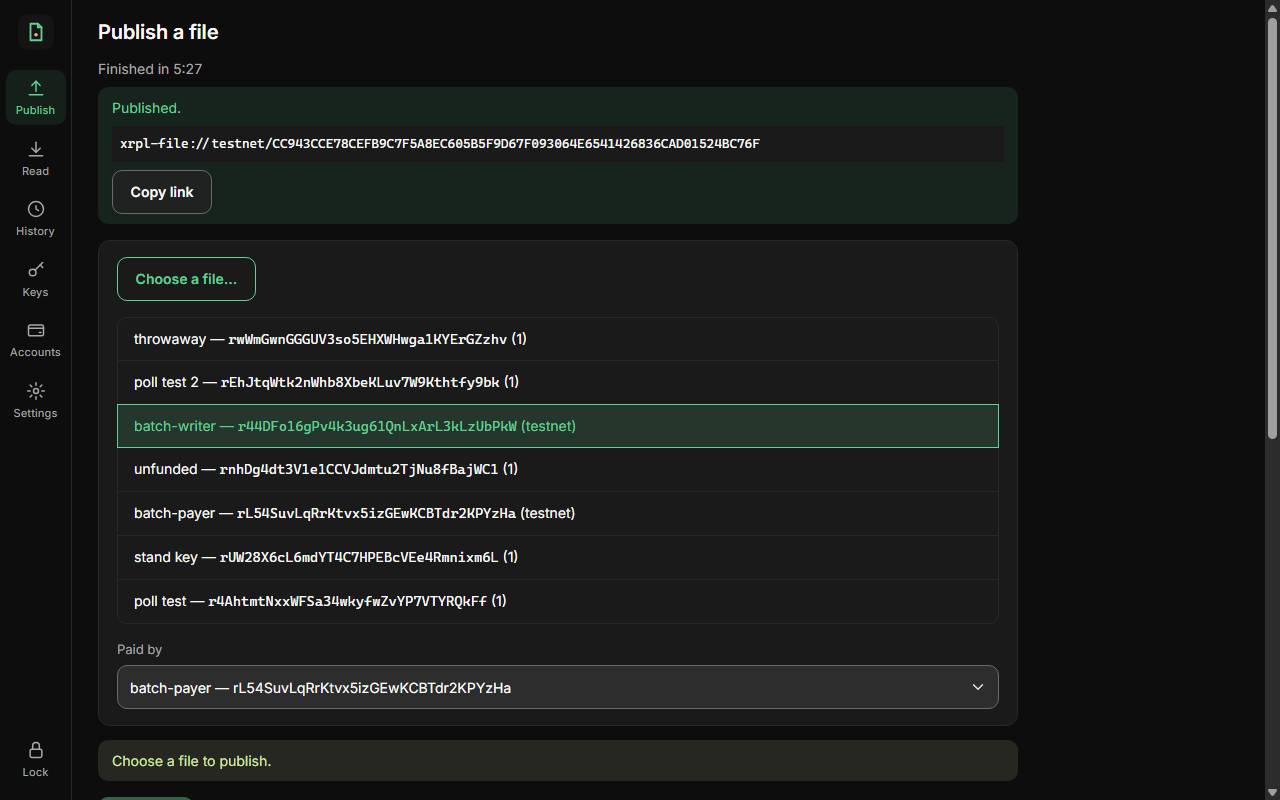 Publish a file
Finished in 5:27
Published.
xrpl-file://testnet/CC943CCE78CEFB9C7F5A8EC605B5F9D67F093064E6541426836CAD01524BC76F
Copy link
Publish
Read
History
Keys
Accounts
Settings
Lock
Choose a file...
throwaway — rwWmGwnGGGUV3so5EHXWHwga1KYErGZzhv (1)
poll test 2 — rEhJtqWtk2nWhb8XbeKLuv7W9Kthtfy9bk (1)
batch-writer — r44DFo16gPv4k3ug61QnLxArL3kLzUbPkW (testnet)
unfunded — rnhDg4dt3V1e1CCVJdmtu2TjNu8fBajWC1 (1)
batch-payer — rL54SuvLqRrKtvx5izGEwKCBTdr2KPYzHa (testnet)
stand key — rUW28X6cL6mdYT4C7HPEBcVEe4Rmnixm6L (1)
poll test — r4AhtmtNxxWFSa34wkyfwZvYP7VTYRQkFf (1)
Paid by
batch-payer — rL54SuvLqRrKtvx5izGEwKCBTdr2KPYzHa
Choose a file to publish.